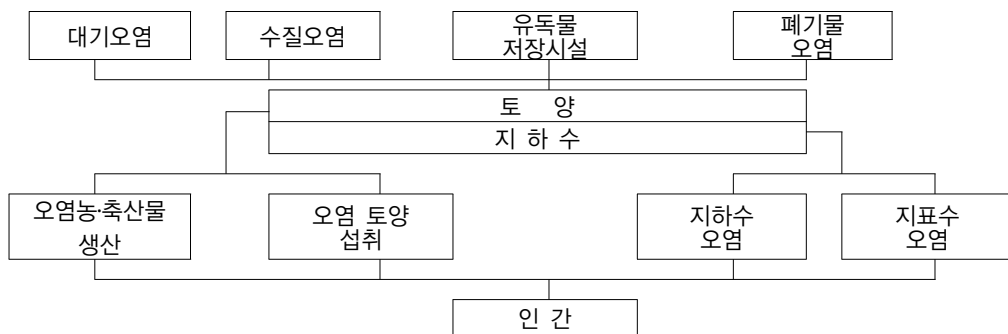 대기오염
수질오염
유독물
저장시설
폐기물
오염
토 양
지 하 수
오염농·축산물
생산
오염 토양
섭취
지하수
오염
지표수
오염
인 간